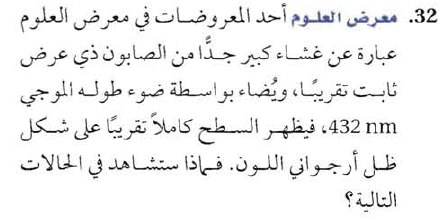 32. معرض العلوم أحد المعروضات في معرض العلوم
عبارة عن غشاء كبير جدًّا من الصابون ذي عرض
ثابت تقريبًا، ويُضاء بواسطة ضوء طوله الموجي
432 nm، فيظهر السطح كاملاً تقريبًا على شكل
ظل أرجواني اللون. فماذا ستشاهد في الحالات
التالية؟